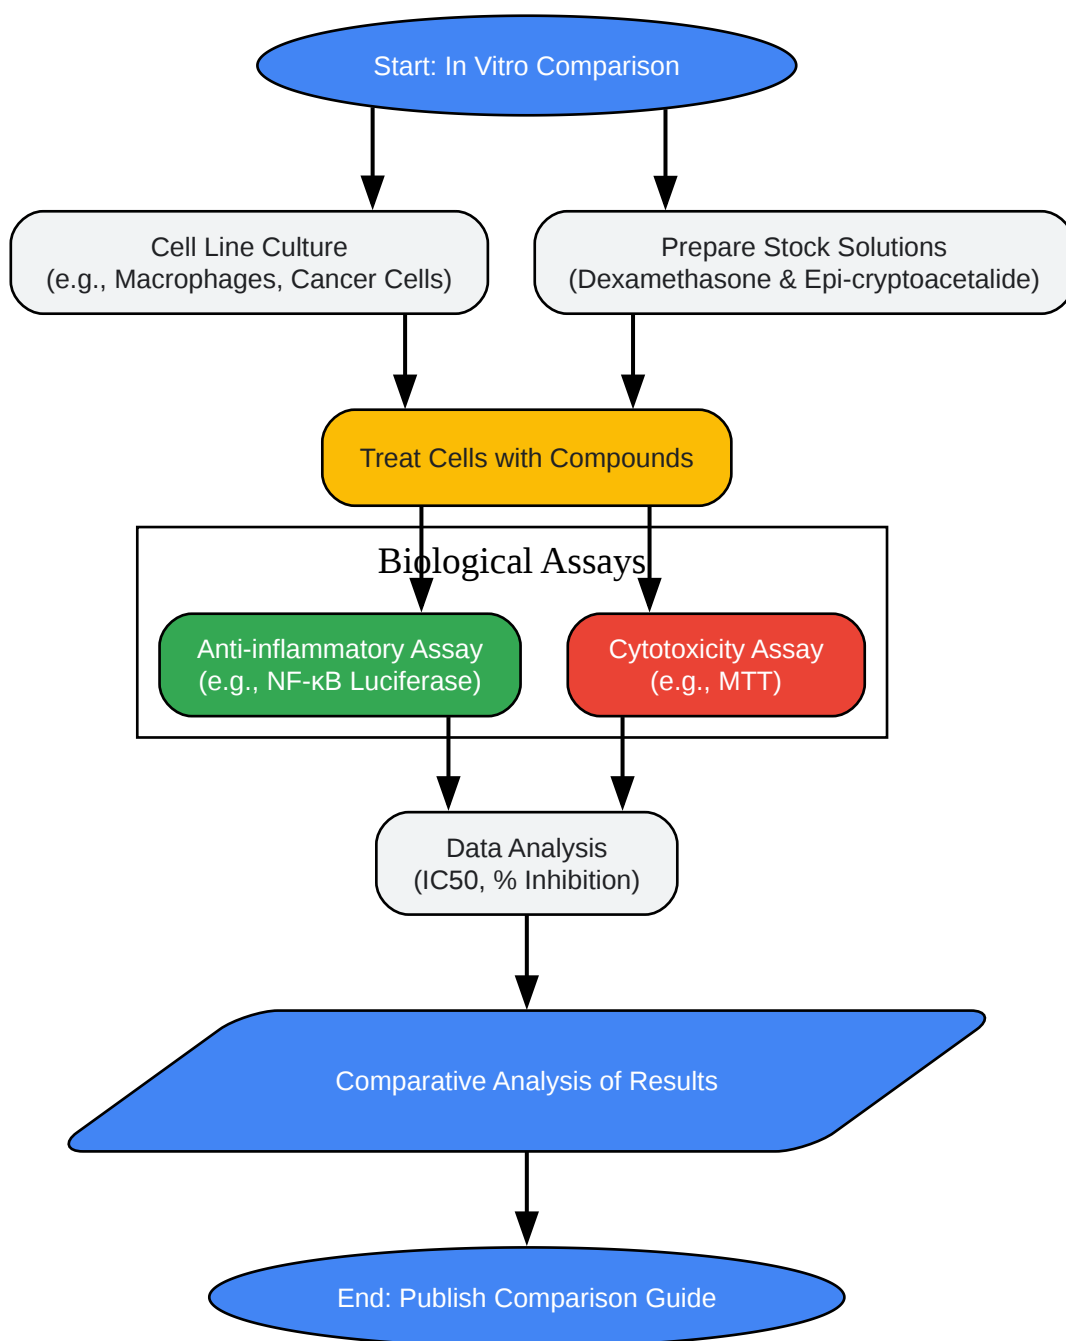 Start: In Vitro Comparison
Cell Line Culture
(e.g., Macrophages, Cancer Cells)
Prepare Stock Solutions
(Dexamethasone & Epi-cryptoacetalide)
Treat Cells with Compounds
Biological Assays
Anti-inflammatory Assay
(e.g., NF-κB Luciferase)
Cytotoxicity Assay
(e.g., MTT)
Data Analysis
(IC50, % Inhibition)
Comparative Analysis of Results
End: Publish Comparison Guide